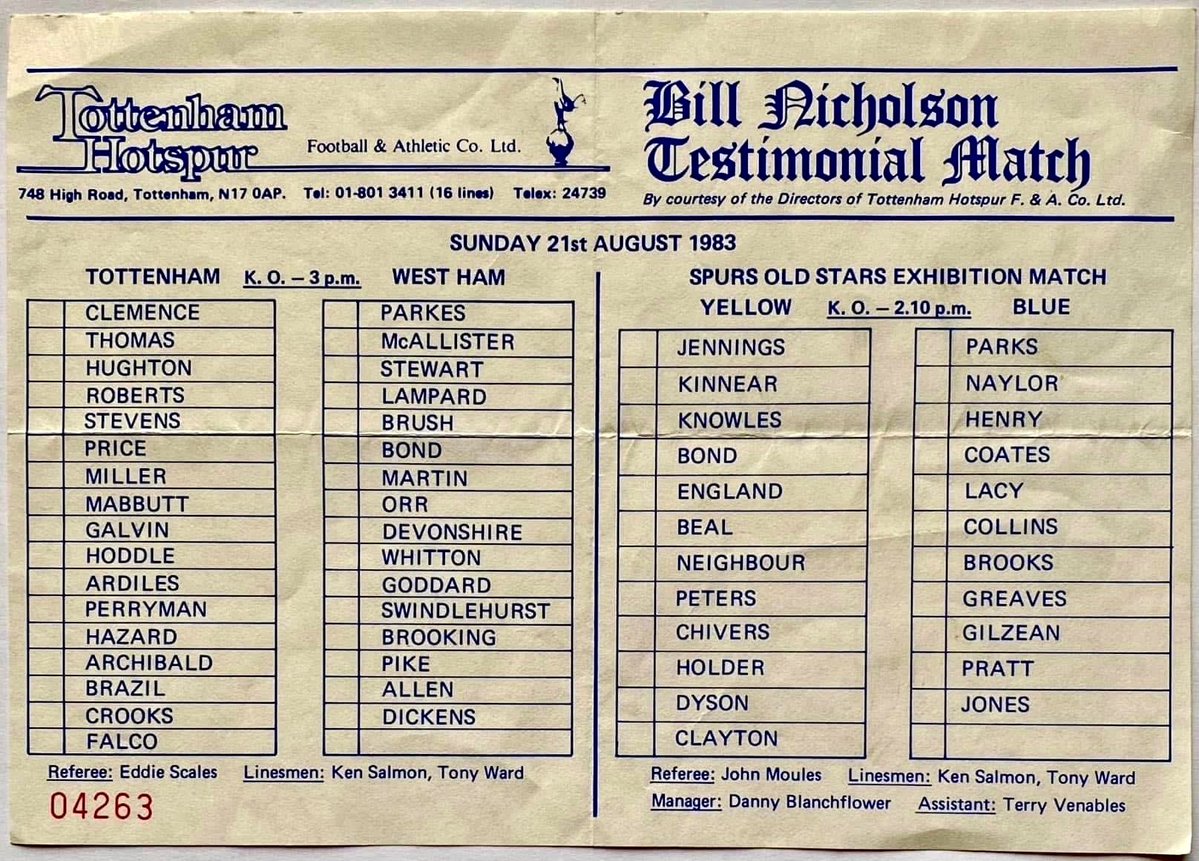 Tottenham
Hotspur
Football & Athletic Co. Ltd.
748 High Road, Tottenham, N17 0AP. Tel: 01-801 3411 (16 lines) Telex: 24739
Bill Nicholson
Testimonial Match
By courtesy of the Directors of Tottenham Hotspur F. & A. Co. Ltd.
SUNDAY 21st AUGUST 1983
TOTTENHAM K. O. – 3 p.m. WEST HAM
CLEMENCE PARKES
THOMAS McALLISTER
HUGHTON STEWART
ROBERTS LAMPARD
STEVENS BRUSH
PRICE BOND
MILLER MARTIN
MABBUTT ORR
GALVIN DEVONSHIRE
HODDLE WHITTON
ARDILES GODDARD
PERRYMAN SWINDLEHURST
HAZARD BROOKING
ARCHIBALD PIKE
BRAZIL ALLEN
CROOKS DICKENS
FALCO
Referee: Eddie Scales Linesmen: Ken Salmon, Tony Ward
04263
SPURS OLD STARS EXHIBITION MATCH
YELLOW K. O. – 2.10 p.m. BLUE
JENNINGS PARKS
KINNEAR NAYLOR
KNOWLES HENRY
BOND COATES
ENGLAND LACY
BEAL COLLINS
NEIGHBOUR BROOKS
PETERS GREAVES
CHIVERS GILZEAN
HOLDER PRATT
DYSON JONES
CLAYTON
Referee: John Moules Linesmen: Ken Salmon, Tony Ward
Manager: Danny Blanchflower Assistant: Terry Venables